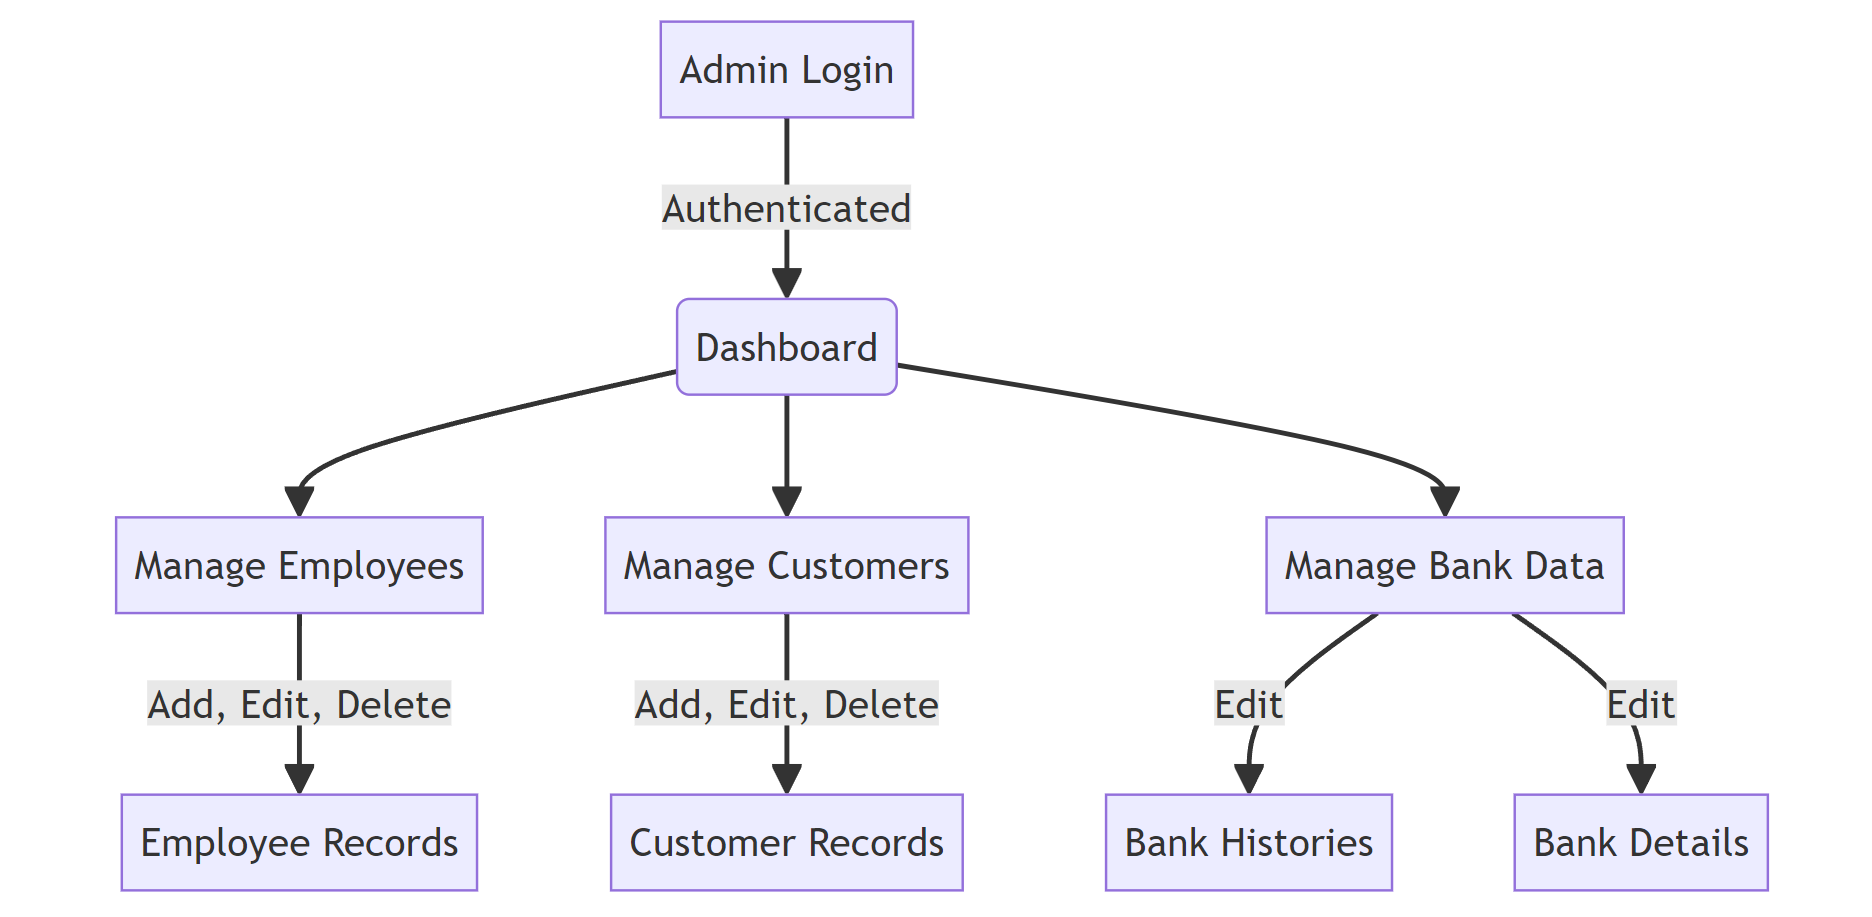 Admin Login
Authenticated
Dashboard
Manage Employees
Manage Customers
Manage Bank Data
Add, Edit, Delete
Add, Edit, Delete
Edit
Edit
Employee Records
Customer Records
Bank Histories
Bank Details